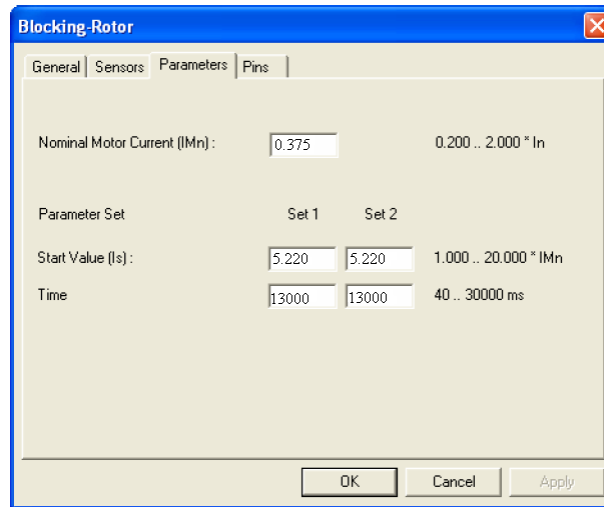 Blocking-Rotor
General Sensors Parameters Pins
Nominal Motor Current (IMn) : 0.375 0.200 .. 2.000 * In
Parameter Set Set 1 Set 2
Start Value (Is) : 5.220 5.220 1.000 .. 20.000 * IMn
Time 13000 13000 40 .. 30000 ms
OK Cancel Apply